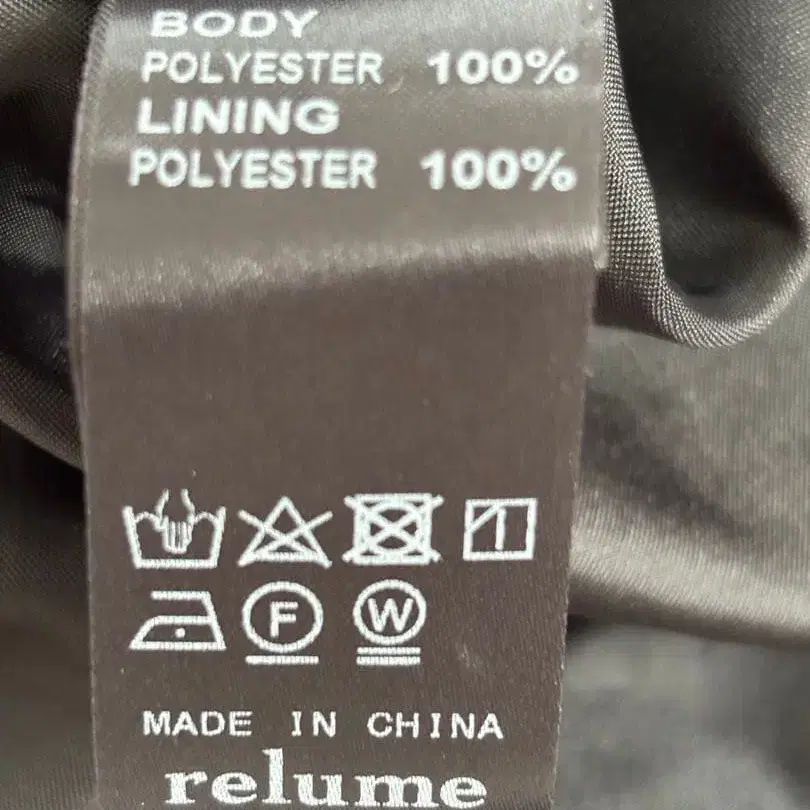 BODY
POLYESTER 100%
LINING
POLYESTER 100%
F W
MADE IN CHINA
relume